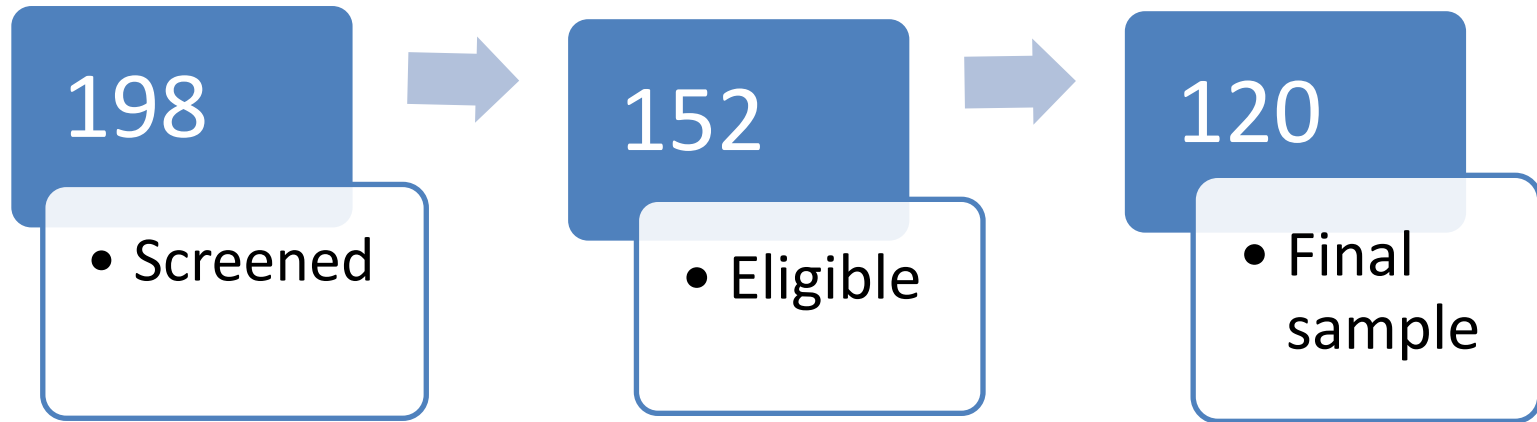 198
• Screened
152
• Eligible
120
• Final
sample